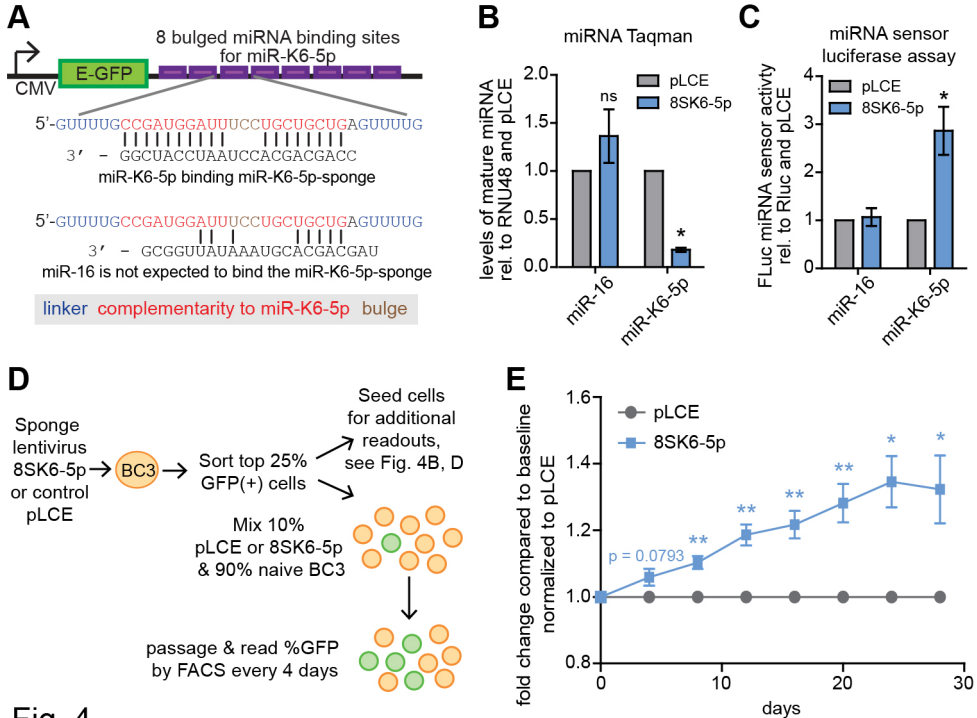 A
8 bulged miRNA binding sites
for miR-K6-5p
E-GFP
CMV
5'-GUUUUGCCGAUGGAUUUCCUGCUGCUGAGUUUUG
3' – GGCUACCUAAUCCACGACGACC
miR-K6-5p binding miR-K6-5p-sponge
5'-GUUUUGCCGAUGGAUUUCCUGCUGCUGAGUUUUG
3' – GCGGUUAUAAAUGCACGACGAU
miR-16 is not expected to bind the miR-K6-5p-sponge
linker complementarity to miR-K6-5p bulge
B
miRNA Taqman
levels of mature miRNA
rel. to RNU48 and pLCE
2.0
1.5
1.0
0.5
0.0
pLCE
8SK6-5p
ns
*
miR-16
miR-K6-5p
C
miRNA sensor
luciferase assay
FLuc miRNA sensor activty
rel. to Rluc and pLCE
4
3
2
1
0
pLCE
8SK6-5p
*
miR-16
miR-K6-5p
D
Sponge
lentivirus
8SK6-5p
or control
pLCE
BC3
Sort top 25%
GFP(+) cells
Seed cells
for additional
readouts,
see Fig. 4B, D
Mix 10%
pLCE or 8SK6-5p
& 90% naive BC3
passage & read %GFP
by FACS every 4 days
E
fold change compared to baseline
normalized to pLCE
1.6
1.4
1.2
1.0
0.8
pLCE
8SK6-5p
p = 0.0793
**
**
**
**
*
*
0
10
20
30
days
Fig. 4